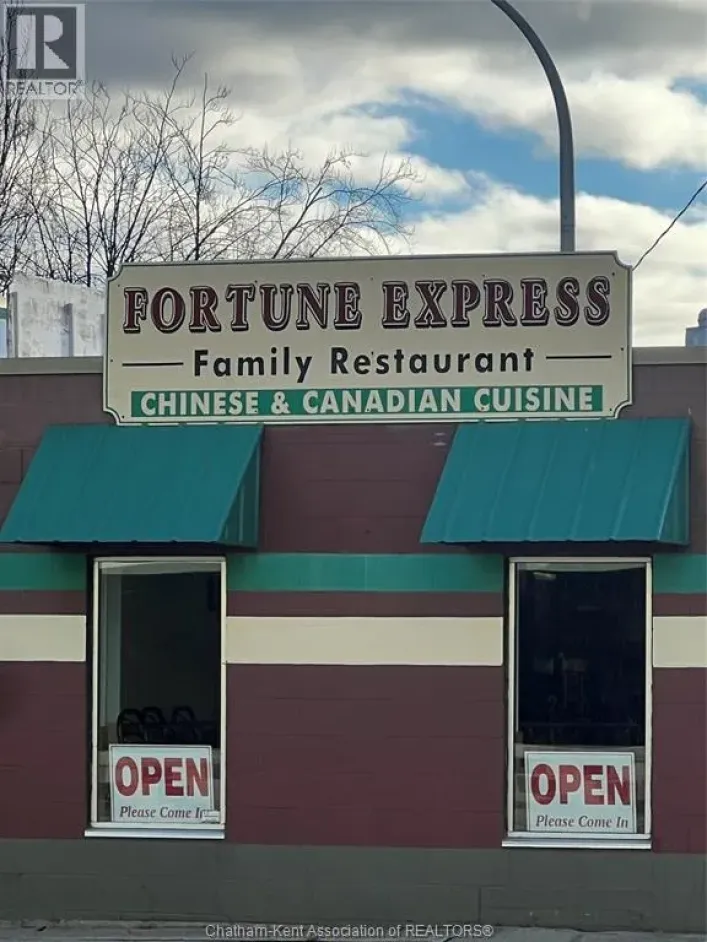 R
REALTOR®
FORTUNE EXPRESS
Family Restaurant
CHINESE & CANADIAN CUISINE
OPEN
Please Come In
OPEN
Please Come In
Chatham-Kent Association of REALTORS®